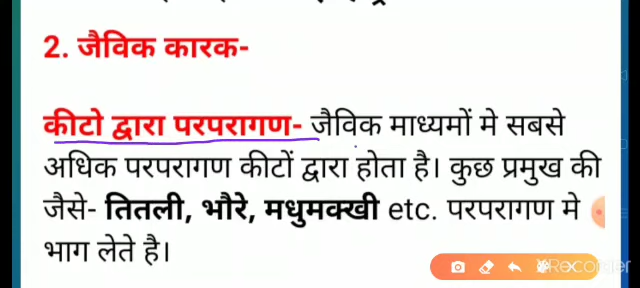 2. जैविक कारक-
कीटो द्वारा परपरागण- जैविक माध्यमों मे सबसे
अधिक परपरागण कीटों द्वारा होता है। कुछ प्रमुख की
जैसे- तितली, भौरे, मधुमक्खी etc. परपरागण मे
भाग लेते है।